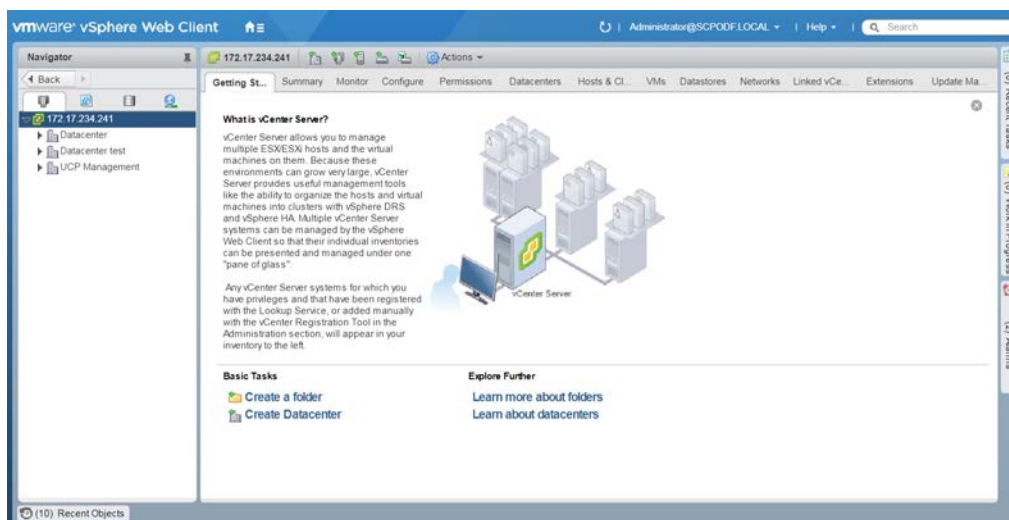 vmware® vSphere Web Client
Administrator@SCPODF.LOCAL
Help
Search
Navigator
Back
172.17.234.241
Datacenter
Datacenter test
UCP Management
172.17.234.241
Actions
Getting St...
Summary
Monitor
Configure
Permissions
Datacenters
Hosts & Cl...
VMs
Datastores
Networks
Linked vCe...
Extensions
Update Ma...
What is vCenter Server?
vCenter Server allows you to manage
multiple ESX/ESXi hosts and the virtual
machines on them. Because these
environments can grow very large, vCenter
Server provides useful management tools
like the ability to organize the hosts and virtual
machines into clusters with vSphere DRS
and vSphere HA. Multiple vCenter Server
systems can be managed by the vSphere
Web Client so that their individual inventories
can be presented and managed under one
"pane of glass".
Any vCenter Server systems for which you
have privileges and that have been registered
with the Lookup Service, or added manually
with the vCenter Registration Tool in the
Administration section, will appear in your
inventory to the left.
vCenter Server
Basic Tasks
Create a folder
Create Datacenter
Explore Further
Learn more about folders
Learn about datacenters
(0) Recent Tasks
(0) Work In Progress
(10) Recent Objects